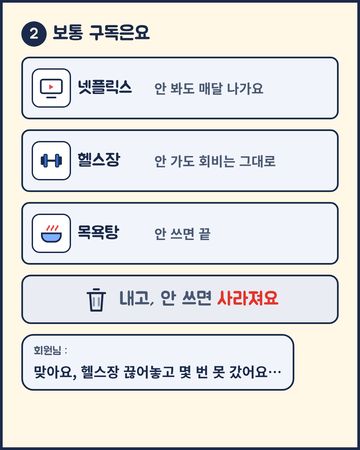 2 보통 구독은요
넷플릭스 안 봐도 매달 나가요
헬스장 안 가도 회비는 그대로
목욕탕 안 쓰면 끝
내고, 안 쓰면 사라져요
회원님 :
맞아요, 헬스장 끊어놓고 몇 번 못 갔어요…